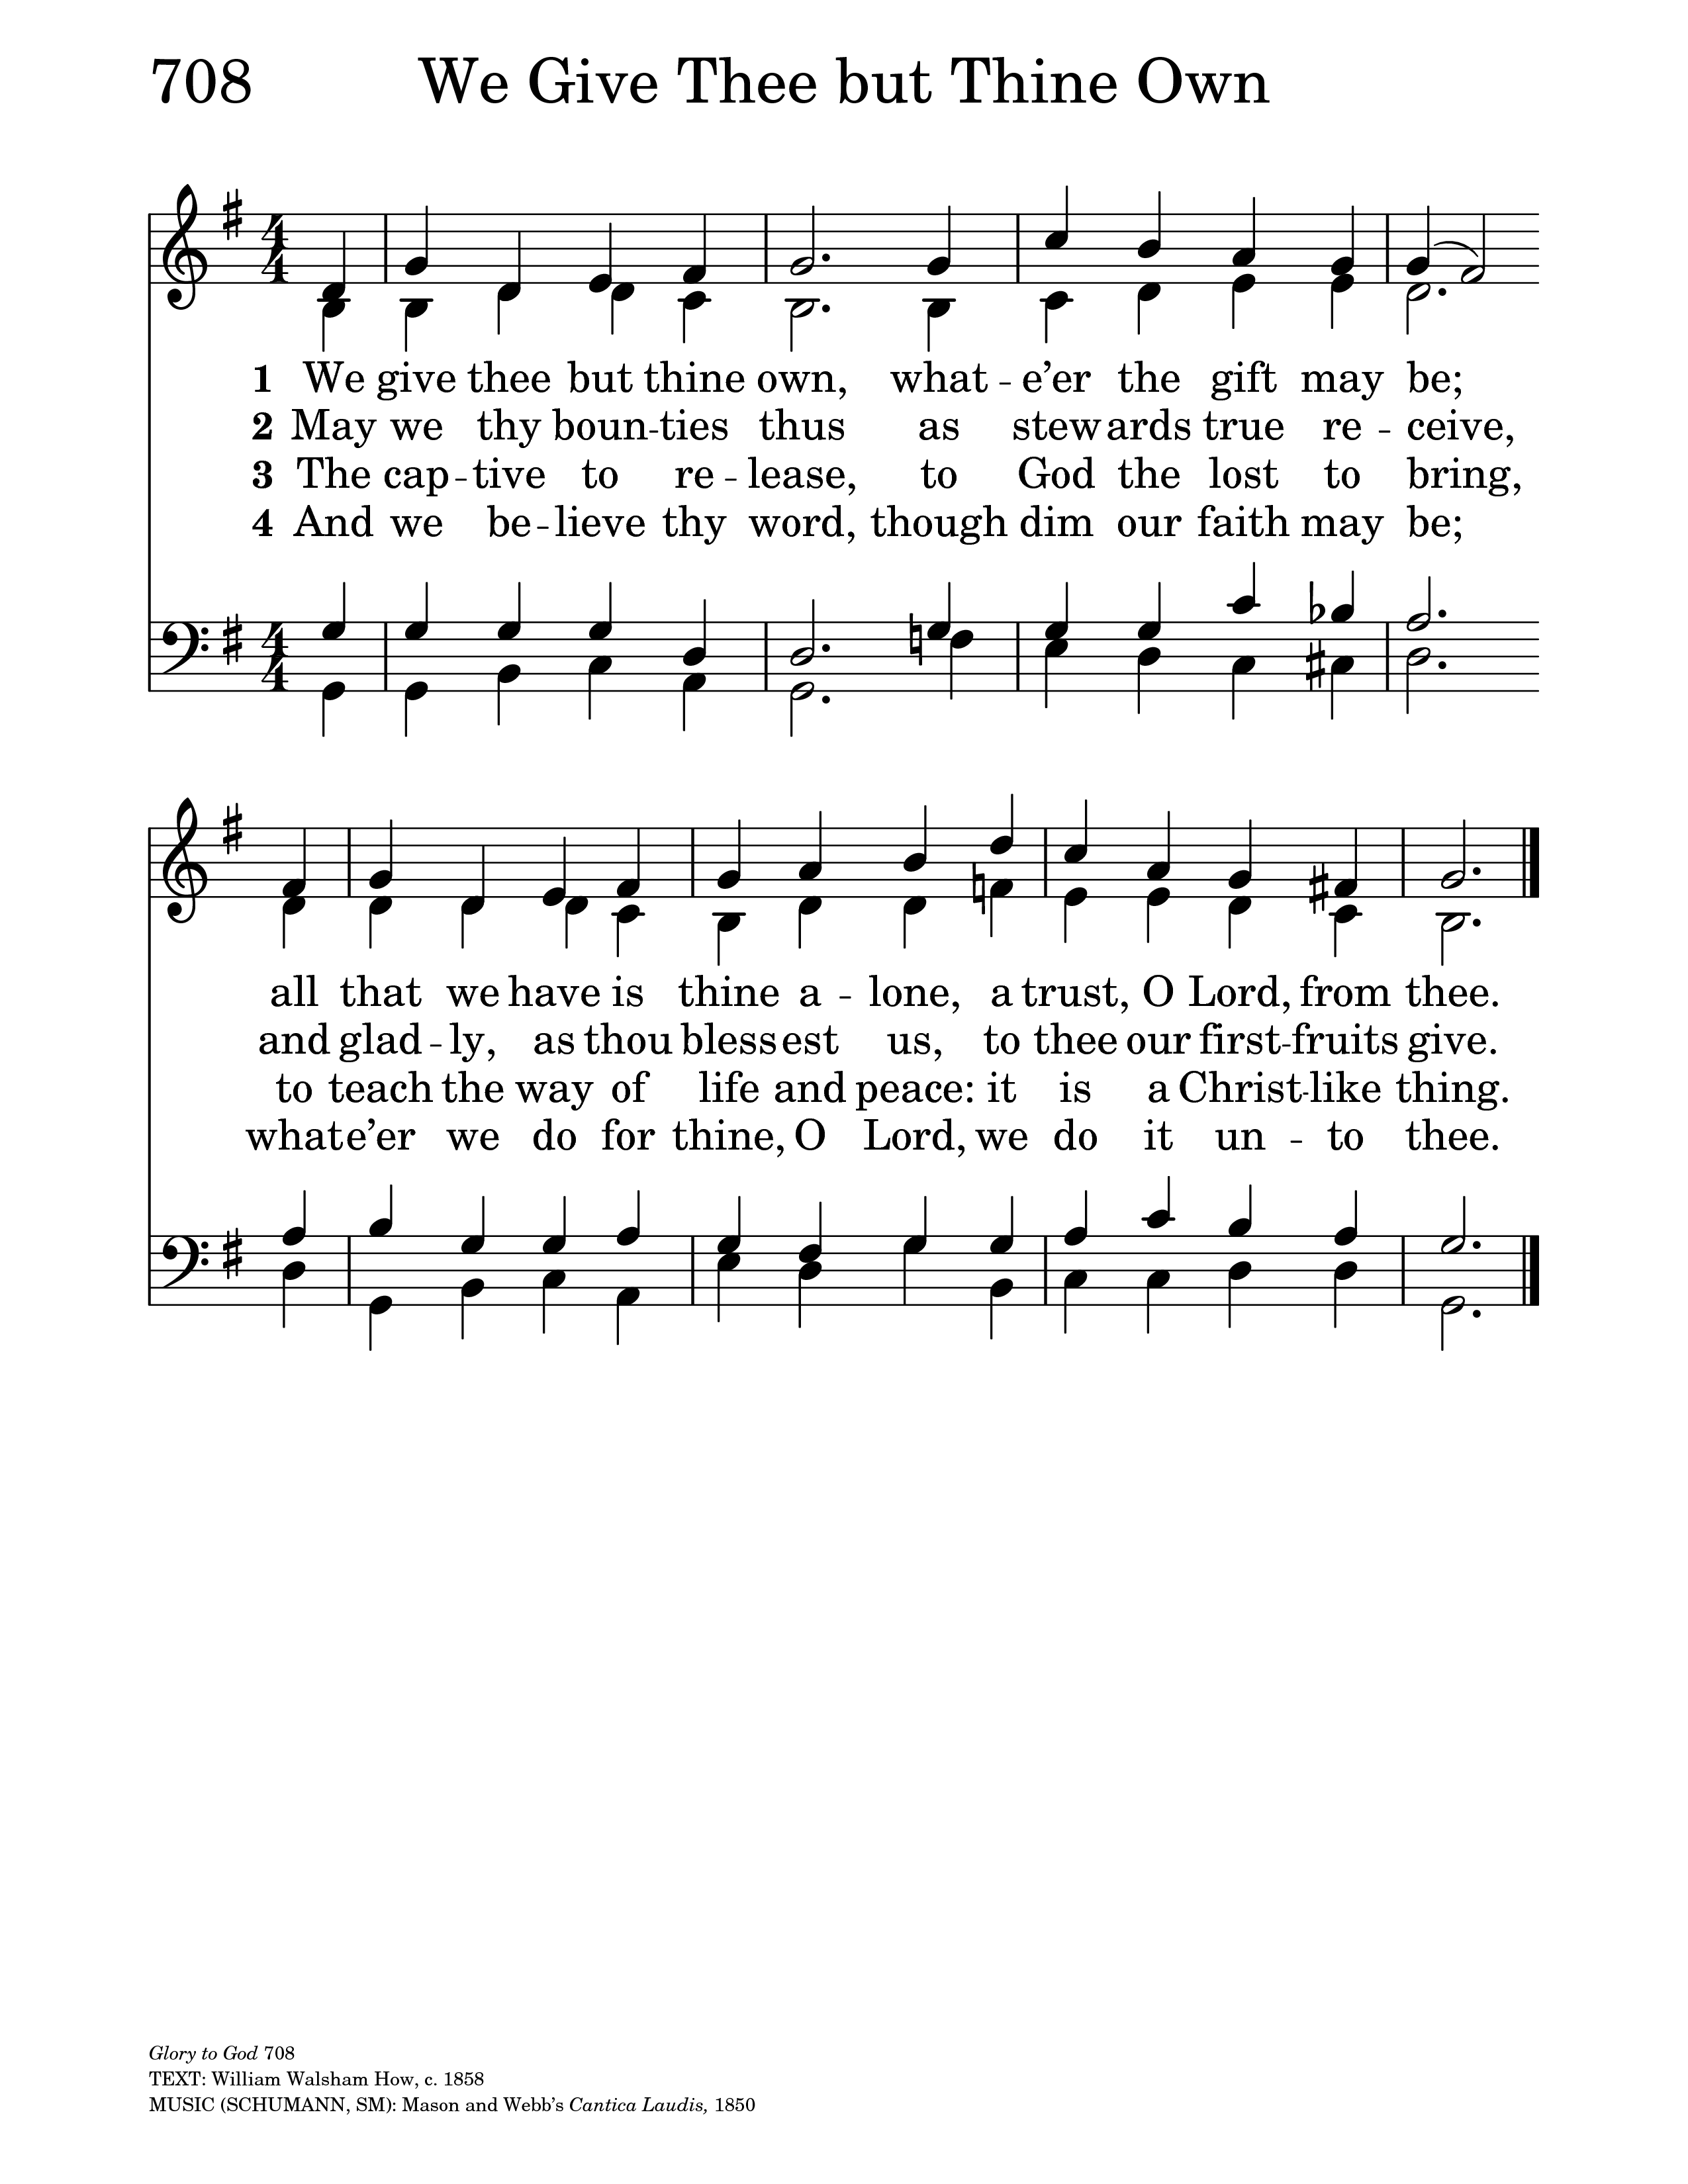 708 We Give Thee but Thine Own
1 We give thee but thine own, what - e’er the gift may be;
2 May we thy boun - ties thus as stew - ards true re - ceive,
3 The cap - tive to re - lease, to God the lost to bring,
4 And we be - lieve thy word, though dim our faith may be;
all that we have is thine a - lone, a trust, O Lord, from thee.
and glad - ly, as thou bless - est us, to thee our first - fruits give.
to teach the way of life and peace: it is a Christ - like thing.
what - e’er we do for thine, O Lord, we do it un - to thee.
Glory to God 708
TEXT: William Walsham How, c. 1858
MUSIC (SCHUMANN, SM): Mason and Webb’s Cantica Laudis, 1850